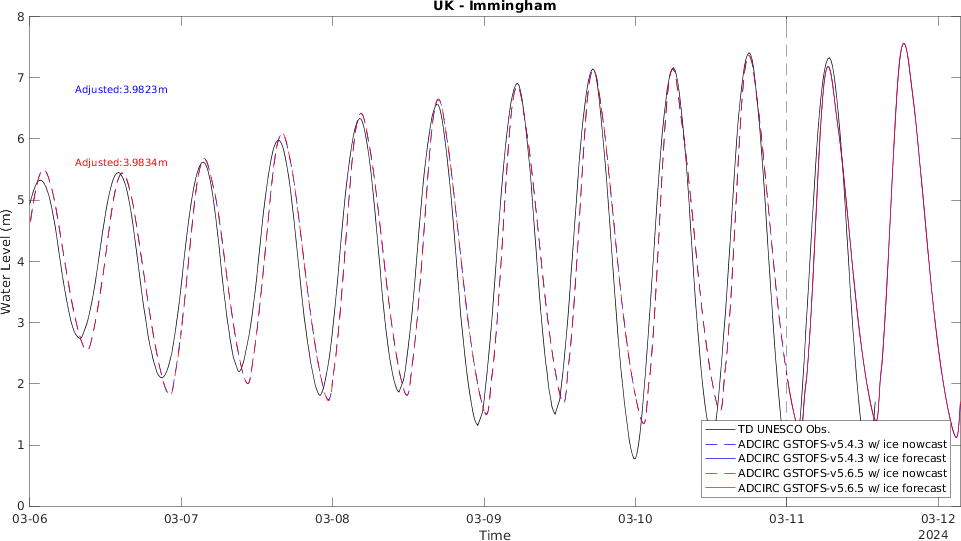 UK - Immingham
8
7
6
5
4
3
2
1
0
Water Level (m)
Adjusted:3.9823m
Adjusted:3.9834m
TD UNESCO Obs.
ADCIRC GSTOFS-v5.4.3 w/ ice nowcast
ADCIRC GSTOFS-v5.4.3 w/ ice forecast
ADCIRC GSTOFS-v5.6.5 w/ ice nowcast
ADCIRC GSTOFS-v5.6.5 w/ ice forecast
03-06 03-07 03-08 03-09 03-10 03-11 03-12
Time
2024